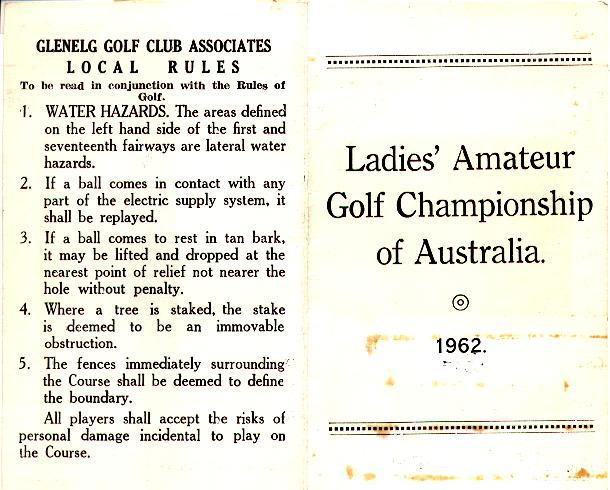 GLENELG GOLF CLUB ASSOCIATES
LOCAL RULES
To be read in conjunction with the Rules of
Golf.
1. WATER HAZARDS. The areas defined
on the left hand side of the first and
seventeenth fairways are lateral water
hazards.
2. If a ball comes in contact with any
part of the electric supply system, it
shall be replayed.
3. If a ball comes to rest in tan bark,
it may be lifted and dropped at the
nearest point of relief not nearer the
hole without penalty.
4. Where a tree is staked, the stake
is deemed to be an immovable
obstruction.
5. The fences immediately surrounding
the Course shall be deemed to define
the boundary.
All players shall accept the risks of
personal damage incidental to play on
the Course.
Ladies' Amateur
Golf Championship
of Australia.
1962.